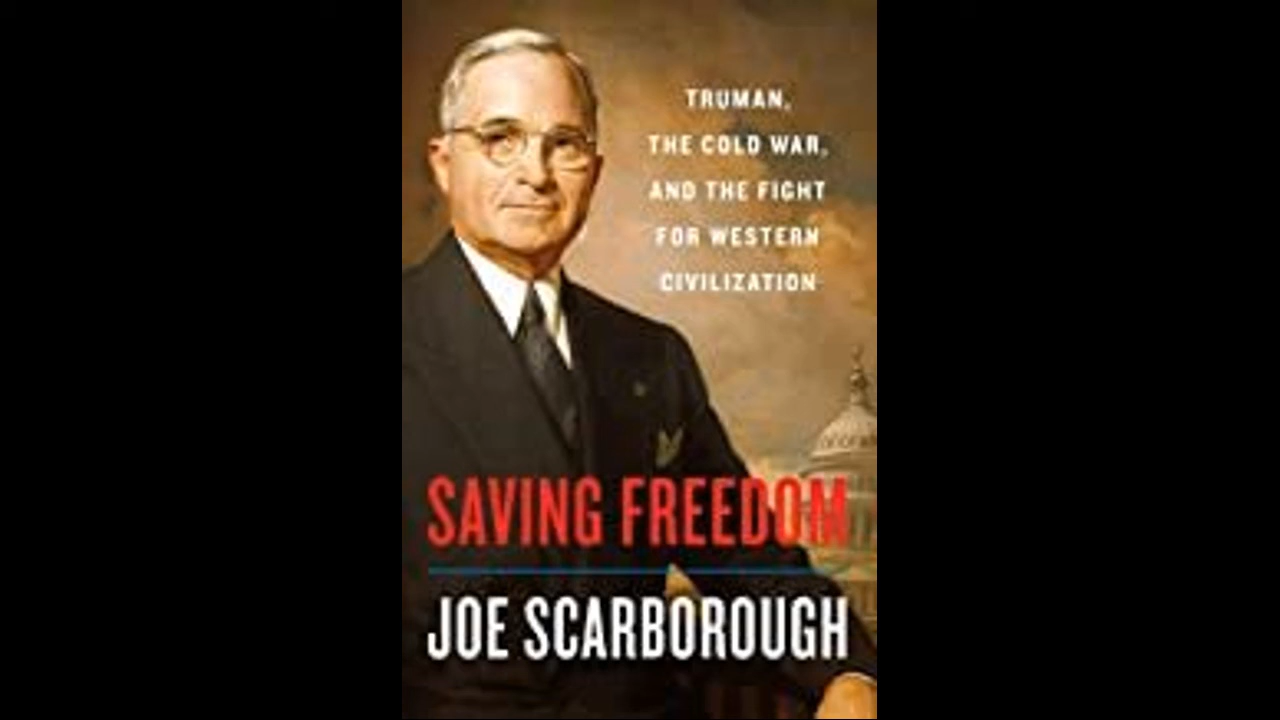 TRUMAN,
THE COLD WAR,
AND THE FIGHT
FOR WESTERN
CIVILIZATION
SAVING FREEDOM
JOE SCARBOROUGH